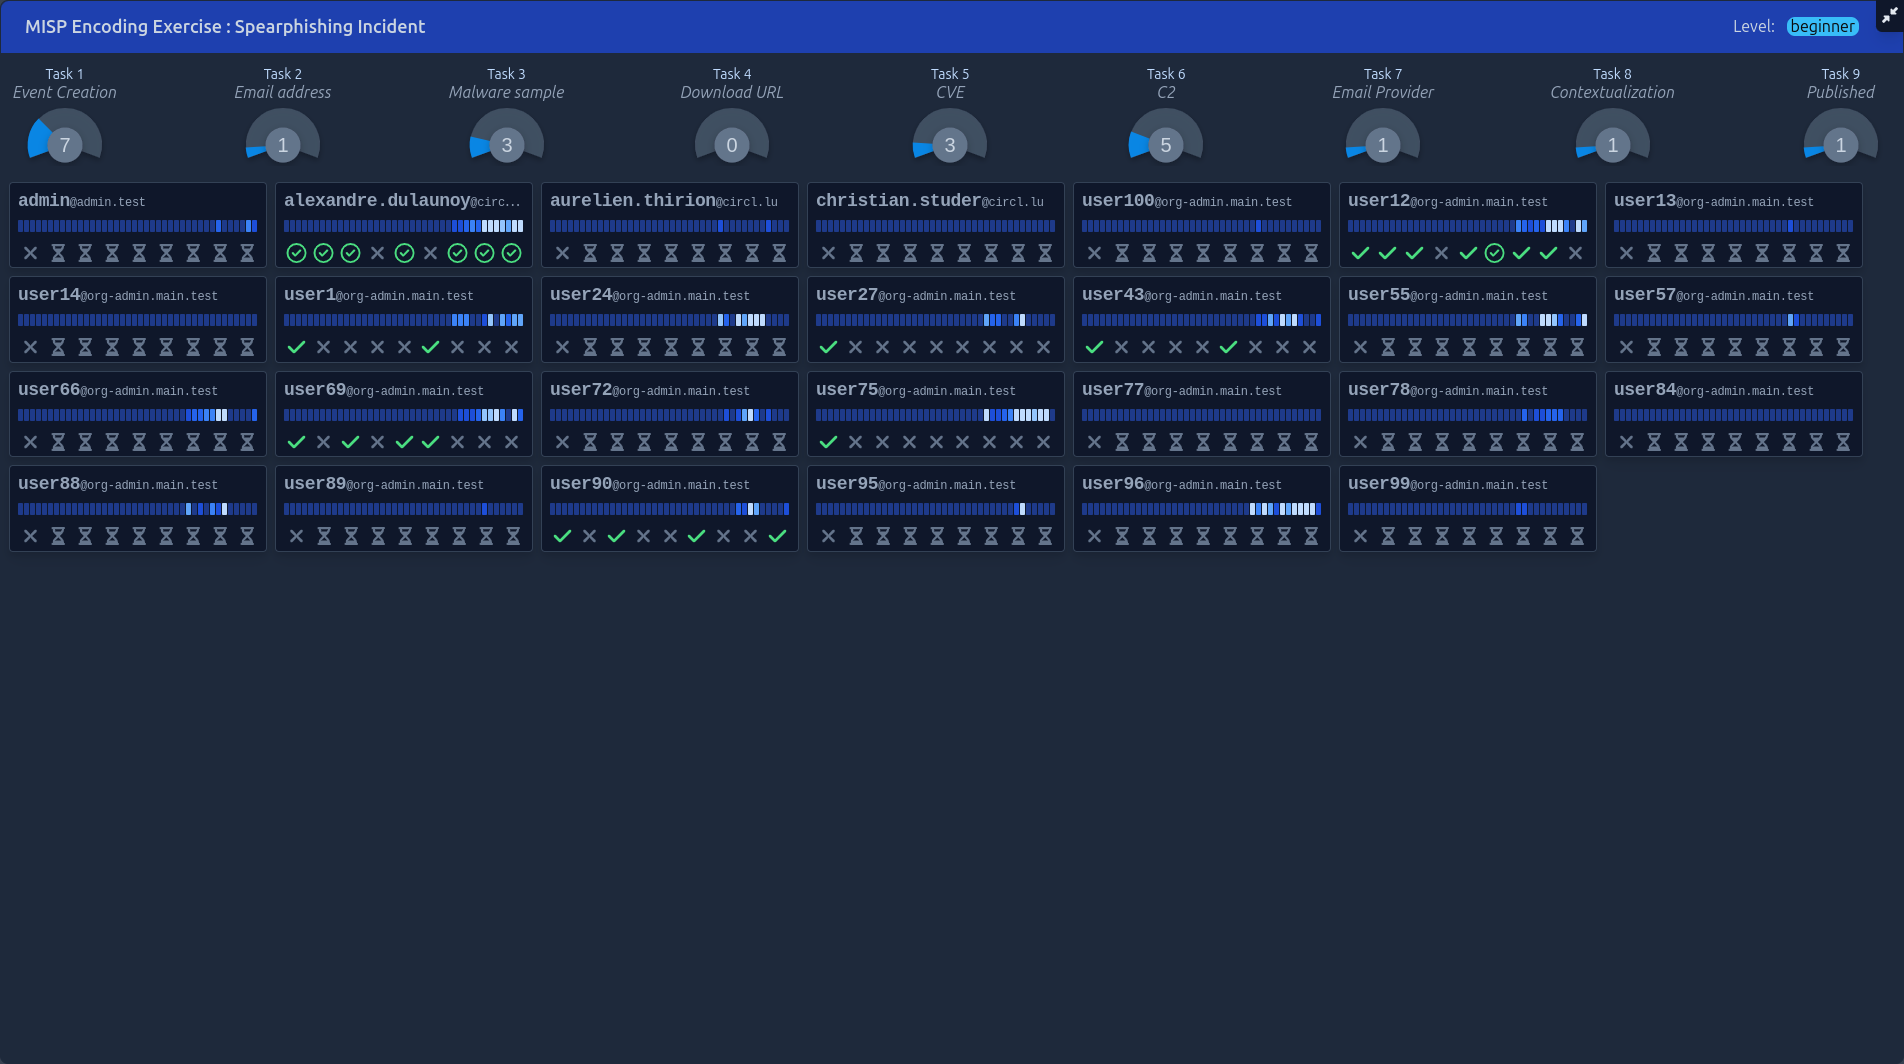 MISP Encoding Exercise : Spearphishing Incident
Level: beginner
Task 1 Task 2 Task 3 Task 4 Task 5 Task 6 Task 7 Task 8 Task 9
Event Creation Email address Malware sample Download URL CVE C2 Email Provider Contextualization Published
7 1 3 0 3 5 1 1 1
admin@admin.test alexandre.dulaunoy@circ... aurelien.thirion@circl.lu christian.studer@circl.lu user100@org-admin.main.test user12@org-admin.main.test user13@org-admin.main.test
user14@org-admin.main.test user1@org-admin.main.test user24@org-admin.main.test user27@org-admin.main.test user43@org-admin.main.test user55@org-admin.main.test user57@org-admin.main.test
user66@org-admin.main.test user69@org-admin.main.test user72@org-admin.main.test user75@org-admin.main.test user77@org-admin.main.test user78@org-admin.main.test user84@org-admin.main.test
user88@org-admin.main.test user89@org-admin.main.test user90@org-admin.main.test user95@org-admin.main.test user96@org-admin.main.test user99@org-admin.main.test